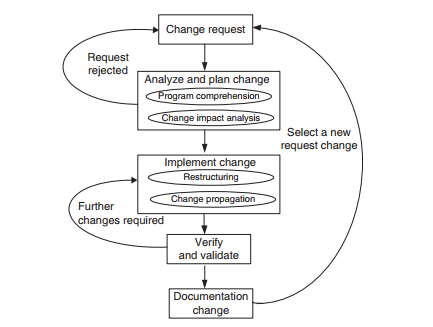 Change request
Request
rejected
Analyze and plan change
Program comprehension
Change impact analysis
Select a new
request change
Implement change
Restructuring
Change propagation
Further
changes required
Verify
and validate
Documentation
change